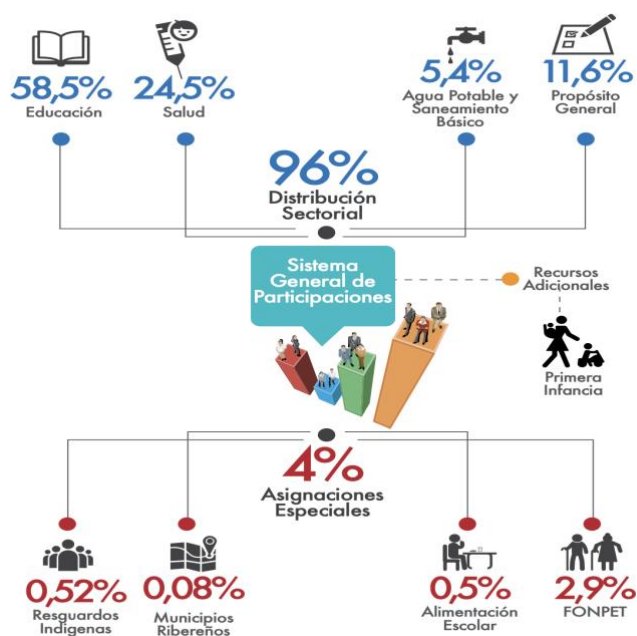 58,5%
Educación
24,5%
Salud
5,4%
Agua Potable y
Saneamiento
Básico
11,6%
Propósito
General
96%
Distribución
Sectorial
Sistema
General de
Participaciones
Recursos
Adicionales
Primera
Infancia
4%
Asignaciones
Especiales
0,52%
Resguardos
Indígenas
0,08%
Municipios
Ribereños
0,5%
Alimentación
Escolar
2,9%
FONPET